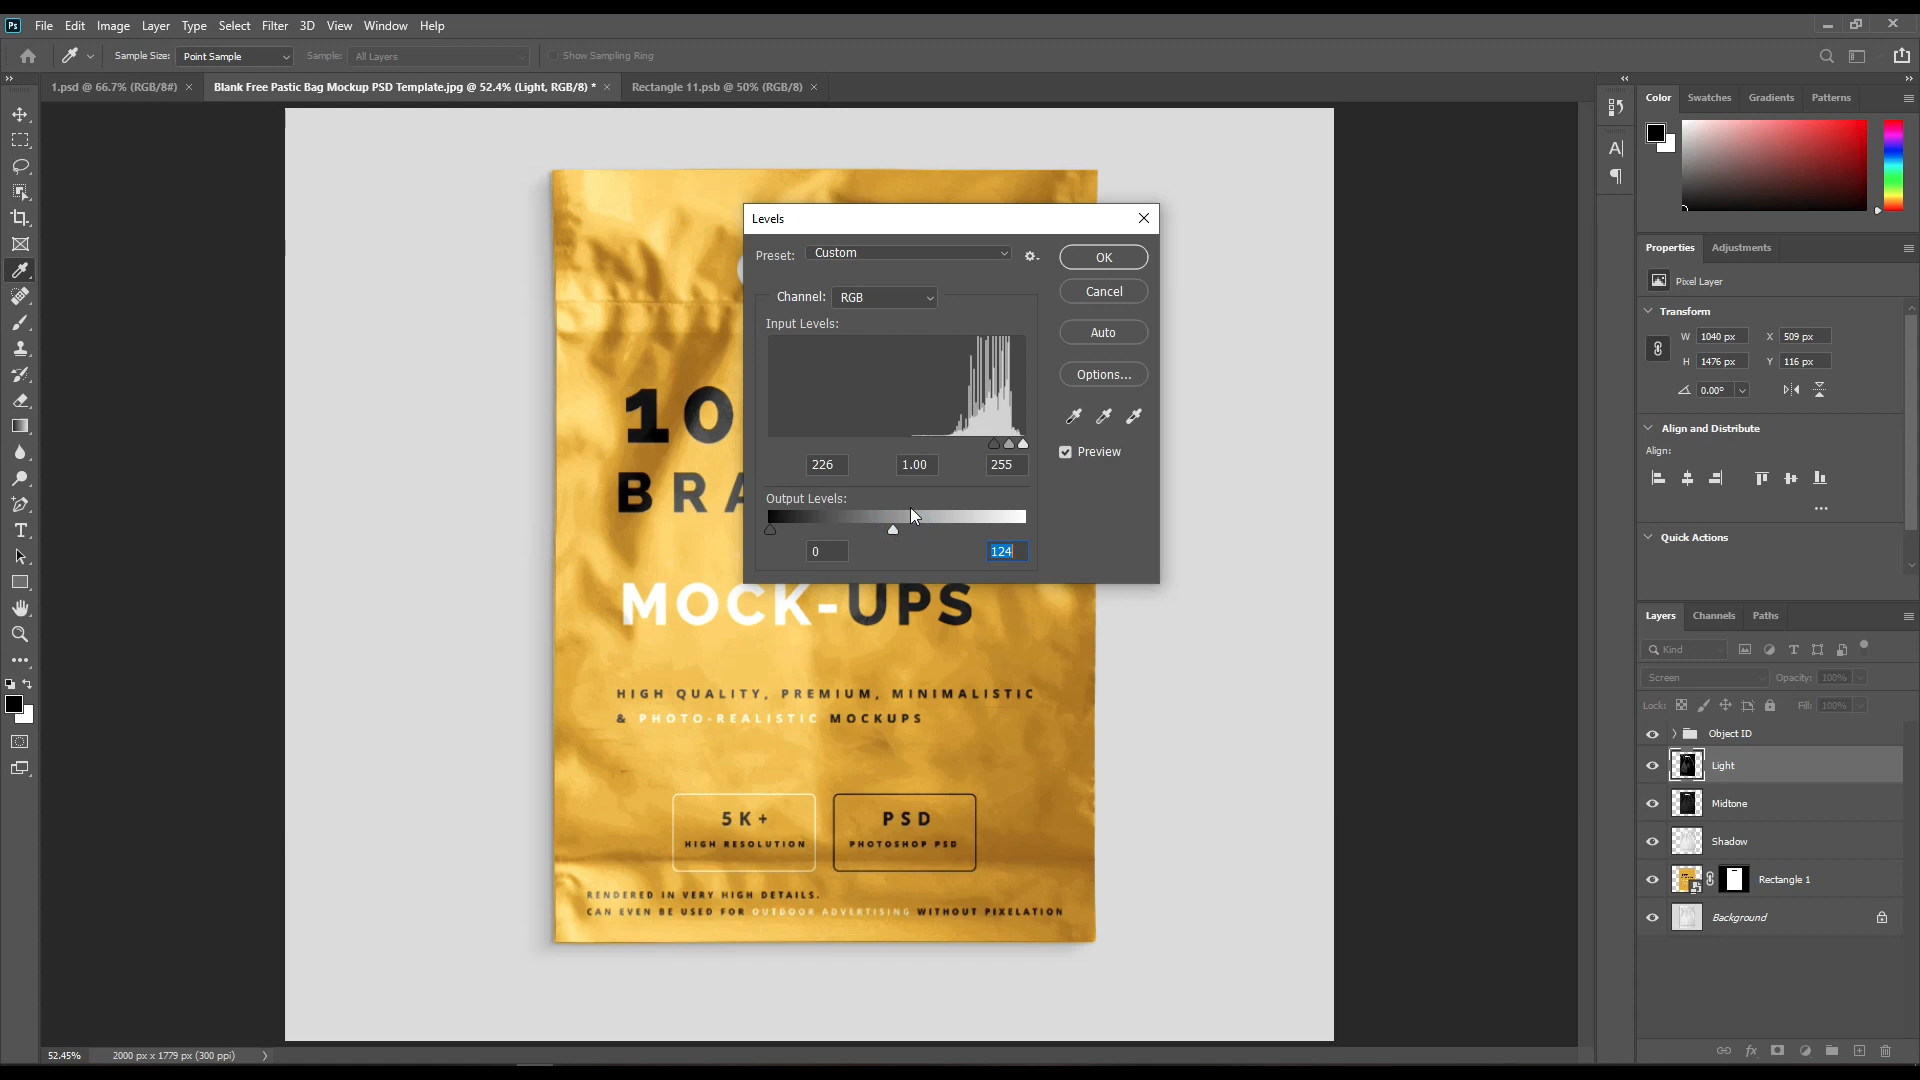 Ps File Edit Image Layer Type Select Filter 3D View Window Help
Sample Size: Point Sample Sample: All Layers Show Sampling Ring
1.psd @ 66.7% (RGB/8#) × Blank Free Pastic Bag Mockup PSD Template.jpg @ 52.4% (Light, RGB/8) * × Rectangle 11.psb @ 50% (RGB/8) ×
Color Swatches Gradients Patterns
Levels
Preset: Custom OK
Channel: RGB Cancel
Input Levels:
Auto
Options...
Preview
226 1.00 255
Output Levels:
0 124
10
BRA
MOCK-UPS
HIGH QUALITY, PREMIUM, MINIMALISTIC
& PHOTO-REALISTIC MOCKUPS
5K+ PSD
HIGH RESOLUTION PHOTOSHOP PSD
RENDERED IN VERY HIGH DETAILS.
CAN EVEN BE USED FOR OUTDOOR ADVERTISING WITHOUT PIXELATION
Properties Adjustments
Pixel Layer
Transform
W 1040 px X 509 px
H 1476 px Y 116 px
0.00°
Align and Distribute
Align:
Quick Actions
Layers Channels Paths
Kind
Screen Opacity: 100%
Lock: Fill: 100%
Object ID
Light
Midtone
Shadow
Rectangle 1
Background
52.45% 2000 px x 1779 px (300 ppi)